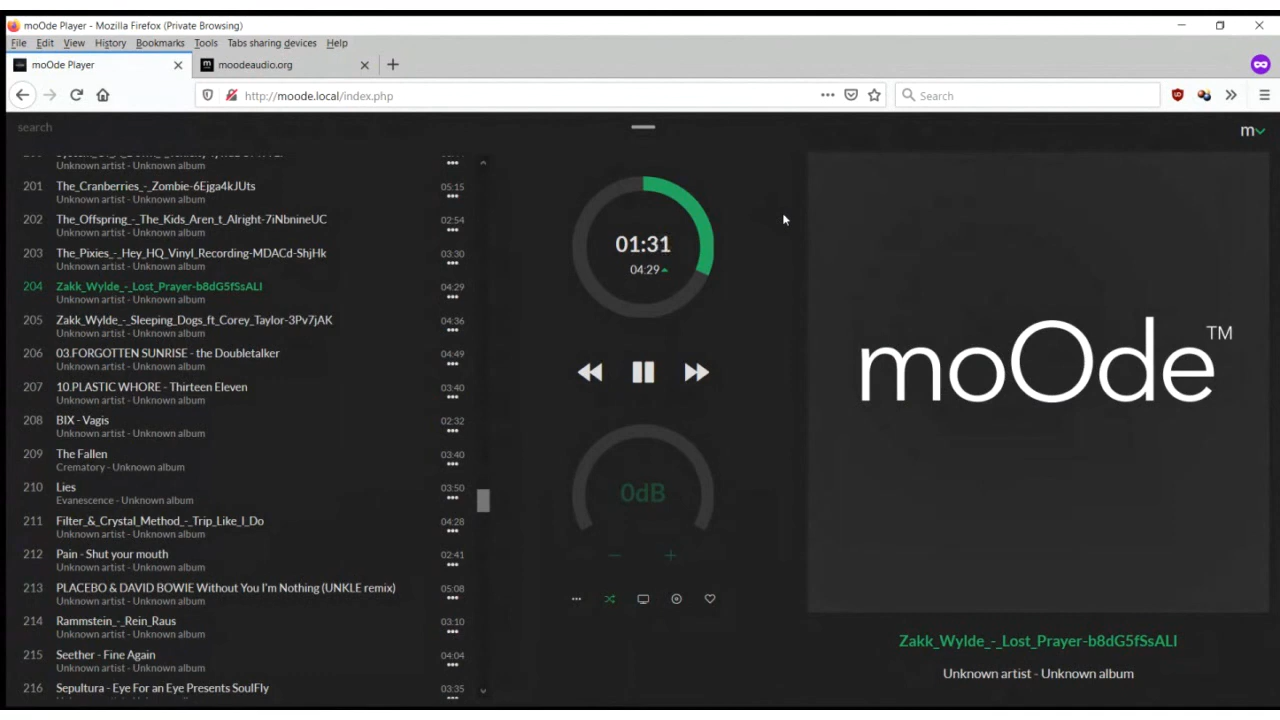 moOde Player - Mozilla Firefox (Private Browsing)
File Edit View History Bookmarks Tools Tabs sharing devices Help
moOde Player
m moodeaudio.org
http://moode.local/index.php
Search
search
m
Unknown artist - Unknown album
201 The_Cranberries_-_Zombie-6Ejga4kJUts 05:15
Unknown artist - Unknown album
202 The_Offspring_-_The_Kids_Aren_t_Alright-7iNbnineUC 02:54
Unknown artist - Unknown album
203 The_Pixies_-_Hey_HQ_Vinyl_Recording-MDACd-ShjHk 03:30
Unknown artist - Unknown album
204 Zakk_Wylde_-_Lost_Prayer-b8dG5fSsALI 04:29
Unknown artist - Unknown album
205 Zakk_Wylde_-_Sleeping_Dogs_ft_Corey_Taylor-3Pv7jAK 04:36
Unknown artist - Unknown album
206 03.FORGOTTEN SUNRISE - the Doubletalker 04:49
Unknown artist - Unknown album
207 10.PLASTIC WHORE - Thirteen Eleven 03:40
Unknown artist - Unknown album
208 BIX - Vagis 02:32
Unknown artist - Unknown album
209 The Fallen 03:40
Crematory - Unknown album
210 Lies 03:50
Evanescence - Unknown album
211 Filter_&_Crystal_Method_-_Trip_Like_I_Do 04:28
Unknown artist - Unknown album
212 Pain - Shut your mouth 02:41
Unknown artist - Unknown album
213 PLACEBO & DAVID BOWIE Without You I'm Nothing (UNKLE remix) 05:08
Unknown artist - Unknown album
214 Rammstein_-_Rein_Raus 03:10
Unknown artist - Unknown album
215 Seether - Fine Again 04:04
Unknown artist - Unknown album
216 Sepultura - Eye For an Eye Presents SoulFly 03:35
01:31
04:29
0dB
moOde™
Zakk_Wylde_-_Lost_Prayer-b8dG5fSsALI
Unknown artist - Unknown album